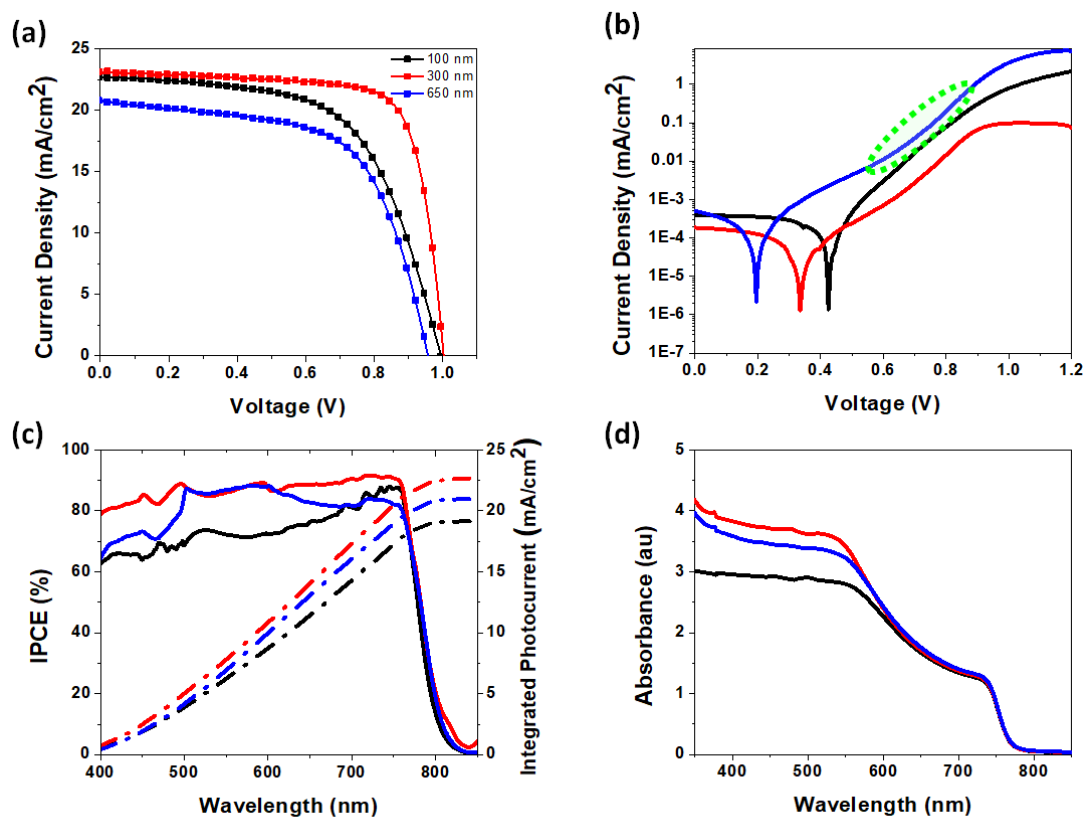 (a)
25
20
15
10
5
0
0.0 0.2 0.4 0.6 0.8 1.0
Current Density (mA/cm²)
Voltage (V)
100 nm
300 nm
650 nm
(b)
1
0.1
0.01
1E-3
1E-4
1E-5
1E-6
1E-7
0.0 0.2 0.4 0.6 0.8 1.0 1.2
Current Density (mA/cm²)
Voltage (V)
(c)
100
80
60
40
20
0
400 500 600 700 800
25
20
15
10
5
0
IPCE (%)
Integrated Photocurrent (mA/cm²)
Wavelength (nm)
(d)
5
4
3
2
1
0
400 500 600 700 800
Absorbance (au)
Wavelength (nm)